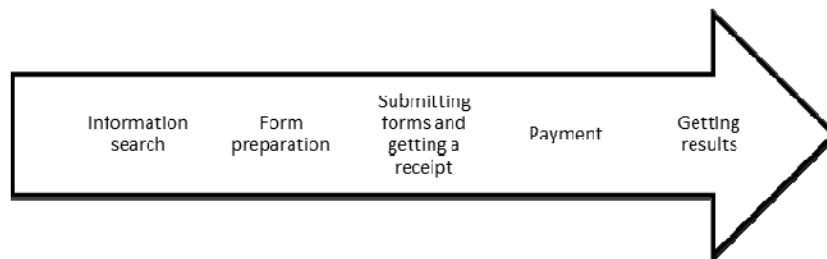 Information
search
Form
preparation
Submitting
forms and
getting a
receipt
Payment
Getting
results